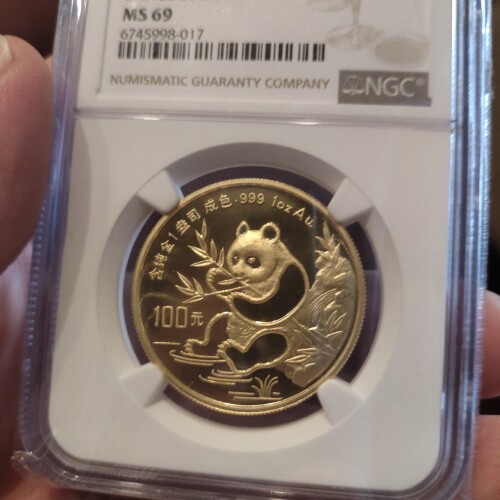 MS 69
6745998-017
NUMISMATIC GUARANTY COMPANY
NGC®
含纯金1盎司 成色·999 1oz Au.
100元